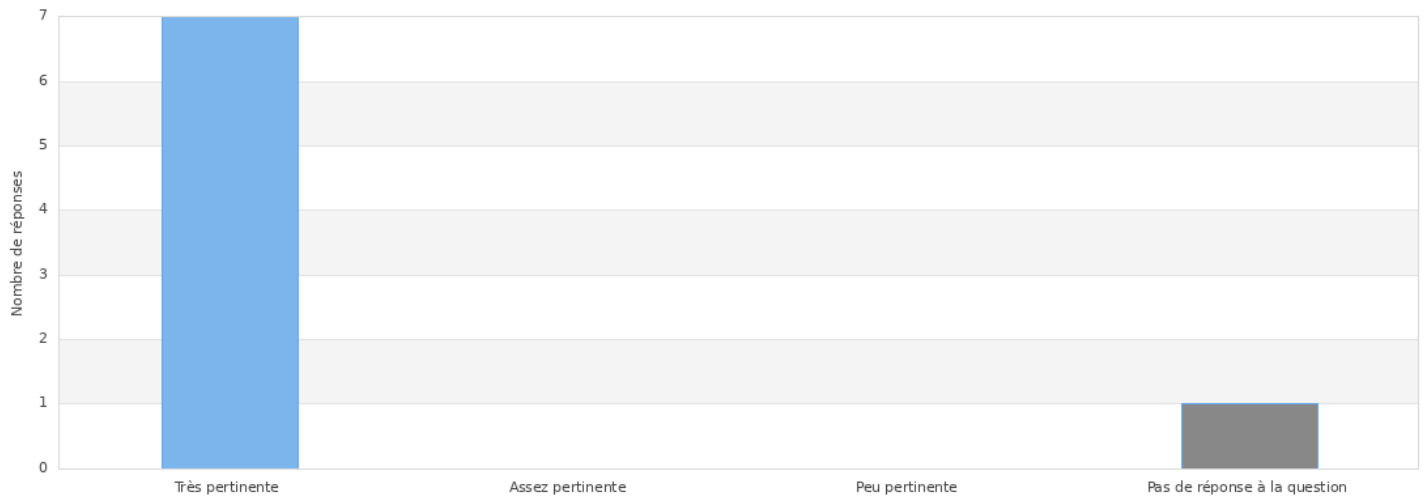 7
6
5
4
3
2
1
0
Nombre de réponses
Très pertinente
Assez pertinente
Peu pertinente
Pas de réponse à la question